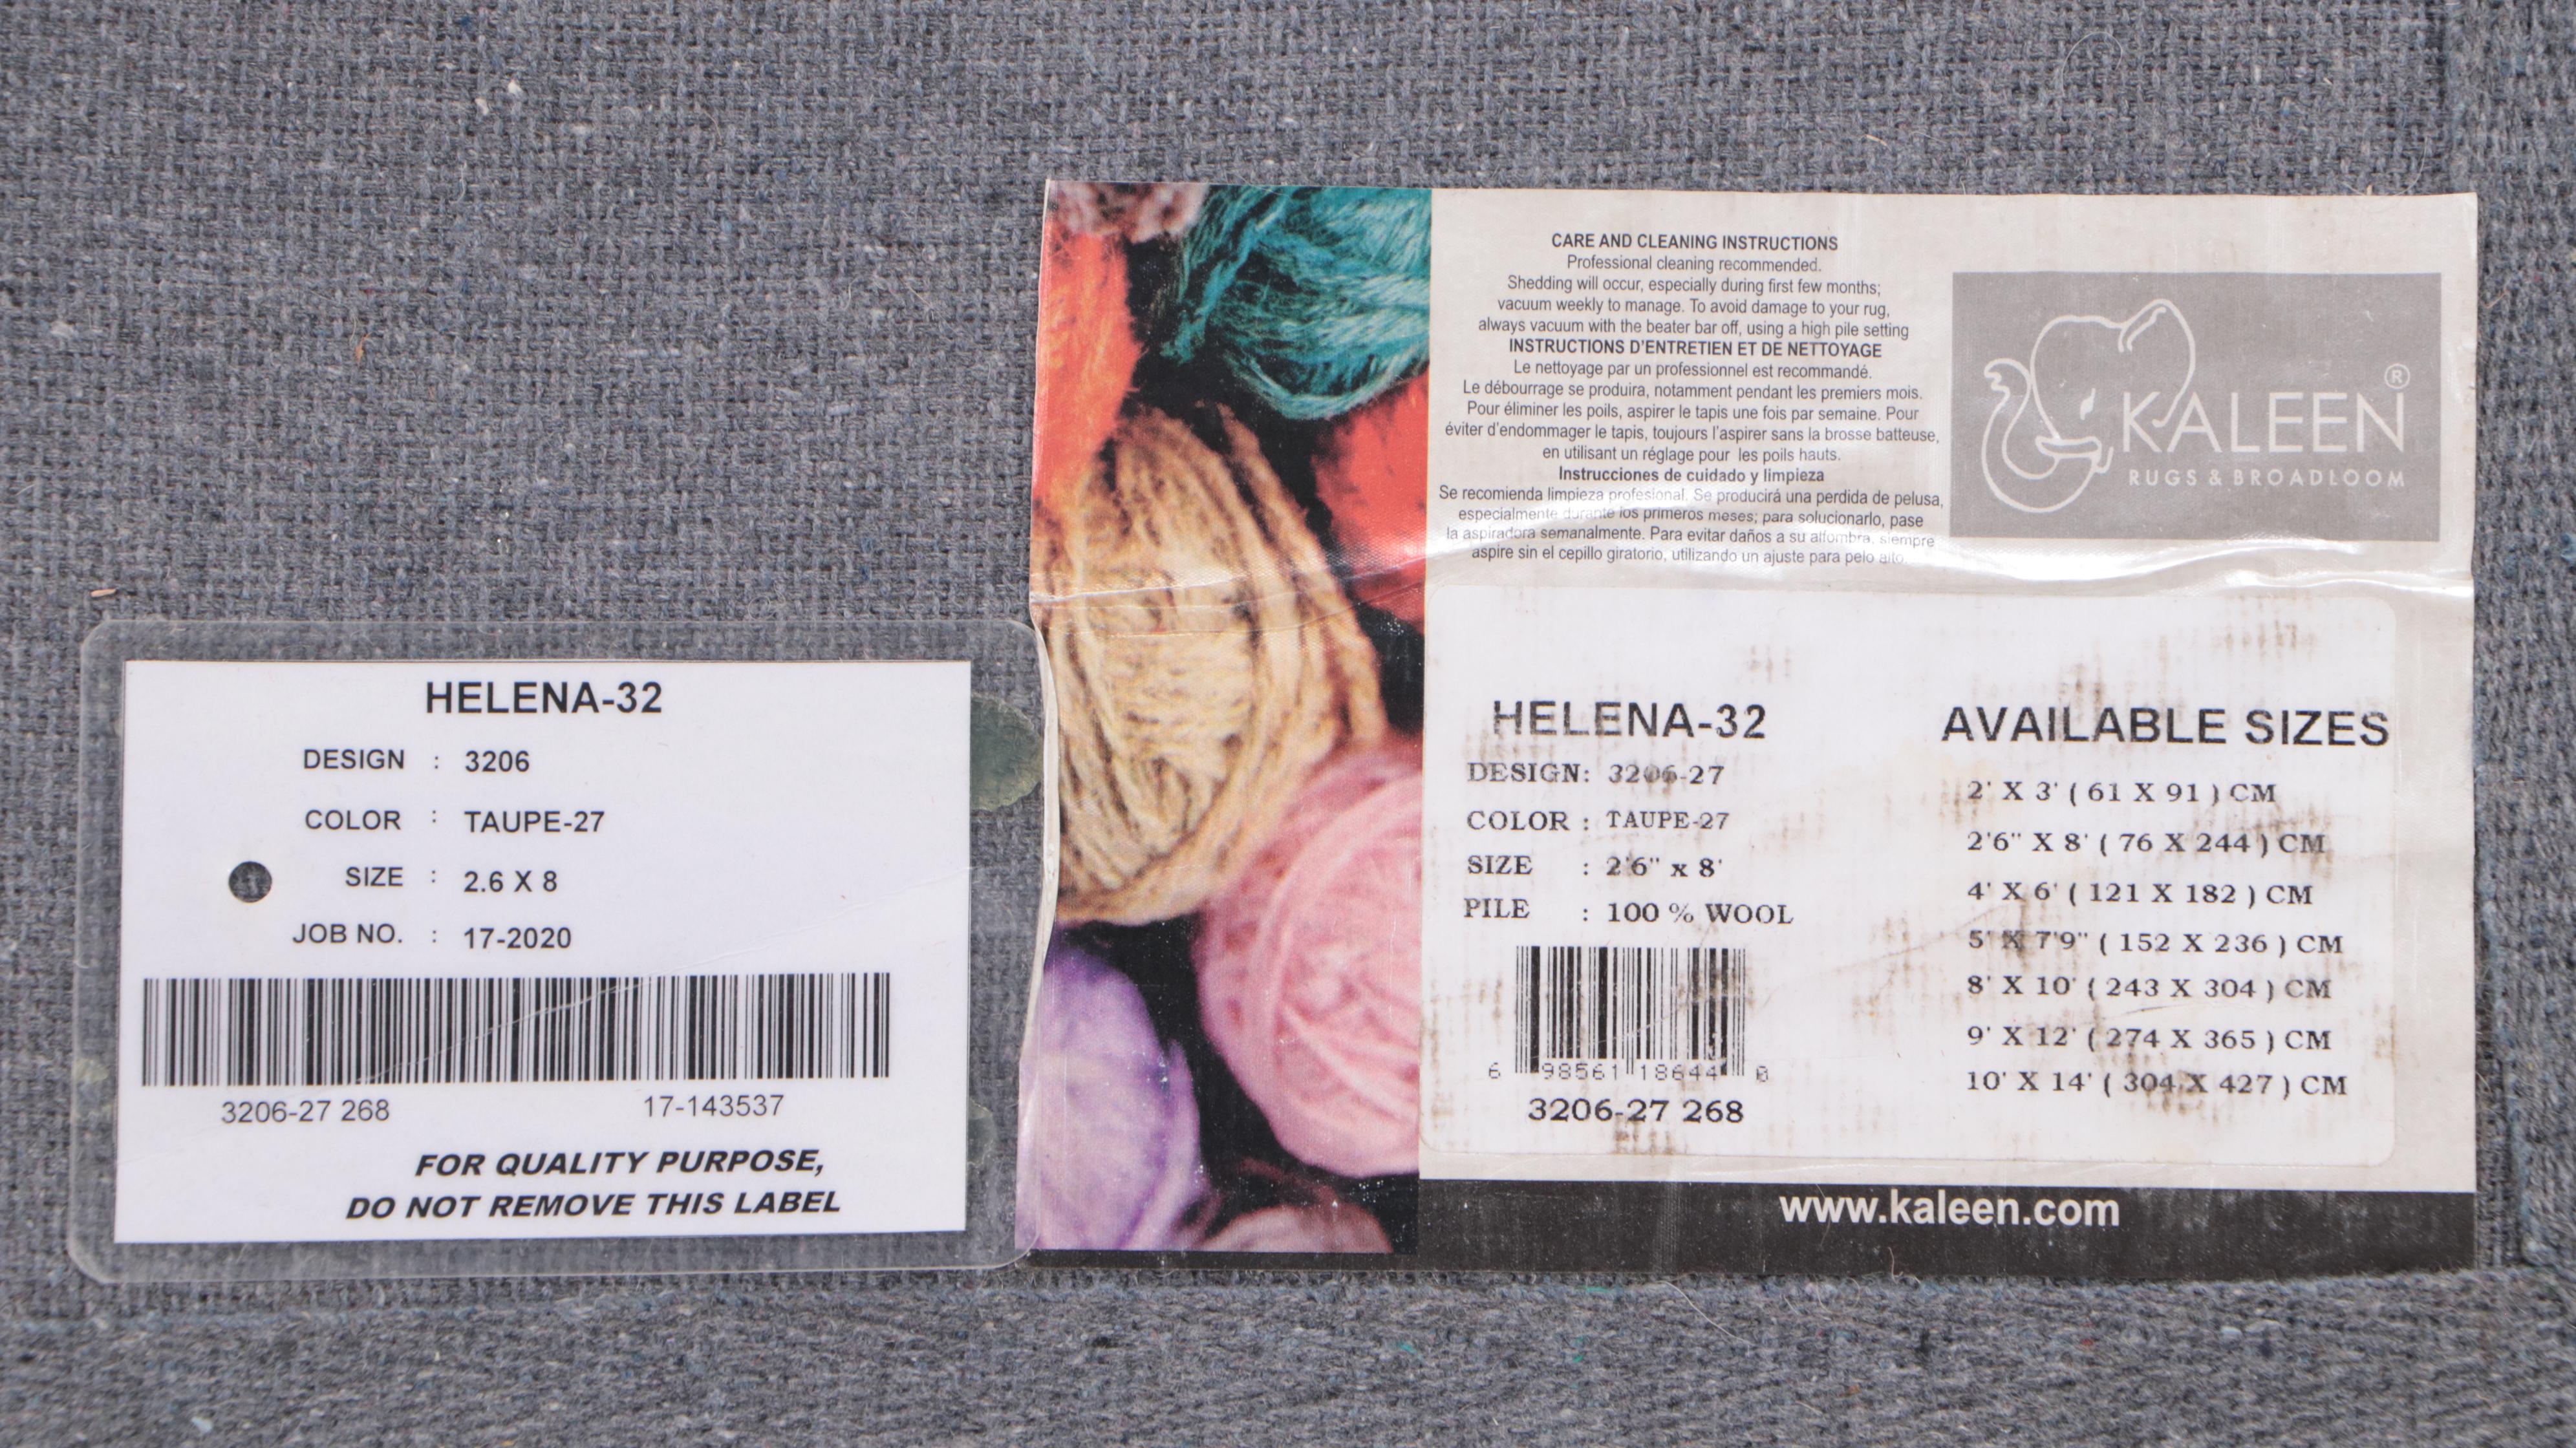 HELENA-32
DESIGN : 3206
COLOR : TAUPE-27
SIZE : 2.6 X 8
JOB NO. : 17-2020
3206-27 268 17-143537
FOR QUALITY PURPOSE,
DO NOT REMOVE THIS LABEL
CARE AND CLEANING INSTRUCTIONS
Professional cleaning recommended.
Shedding will occur, especially during first few months;
vacuum weekly to manage. To avoid damage to your rug,
always vacuum with the beater bar off, using a high pile setting
INSTRUCTIONS D'ENTRETIEN ET DE NETTOYAGE
Le nettoyage par un professionnel est recommandé.
Le débourrage se produira, notamment pendant les premiers mois.
Pour éliminer les poils, aspirer le tapis une fois par semaine. Pour
éviter d'endommager le tapis, toujours l'aspirer sans la brosse batteuse,
en utilisant un réglage pour les poils hauts.
Instrucciones de cuidado y limpieza
Se recomienda limpieza profesional. Se producirá una perdida de pelusa,
especialmente durante los primeros meses; para solucionarlo, pase
la aspiradora semanalmente. Para evitar daños a su alfombra, siempre
aspire sin el cepillo giratorio, utilizando un ajuste para pelo alto.
KALEEN ®
RUGS & BROADLOOM
HELENA-32
DESIGN: 3206-27
COLOR : TAUPE-27
SIZE : 2'6" x 8'
PILE : 100 % WOOL
6 98561 18644 0
3206-27 268
AVAILABLE SIZES
2' X 3' ( 61 X 91 ) CM
2'6" X 8' ( 76 X 244 ) CM
4' X 6' ( 121 X 182 ) CM
5' X 7'9" ( 152 X 236 ) CM
8' X 10' ( 243 X 304 ) CM
9' X 12' ( 274 X 365 ) CM
10' X 14' ( 304 X 427 ) CM
www.kaleen.com